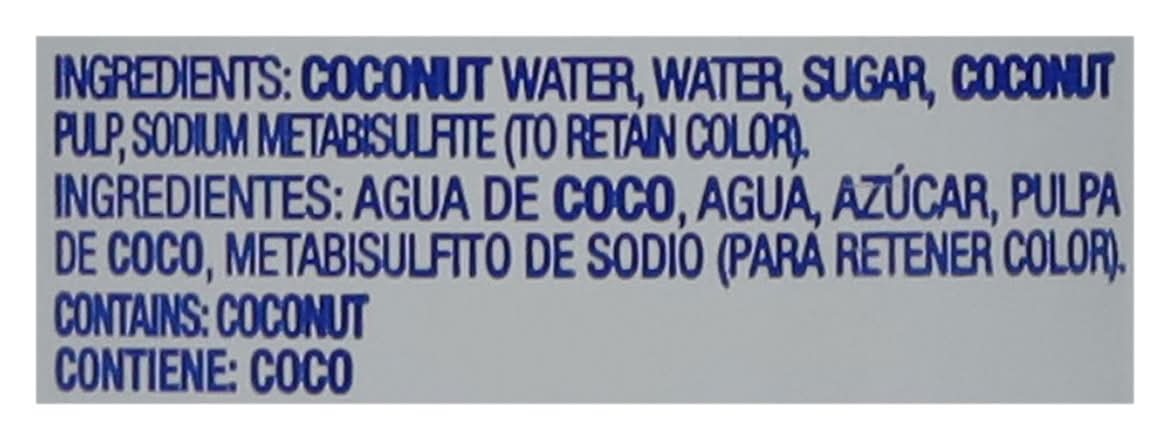 INGREDIENTS: COCONUT WATER, WATER, SUGAR, COCONUT
PULP, SODIUM METABISULFITE (TO RETAIN COLOR).
INGREDIENTES: AGUA DE COCO, AGUA, AZÚCAR, PULPA
DE COCO, METABISULFITO DE SODIO (PARA RETENER COLOR).
CONTAINS: COCONUT
CONTIENE: COCO